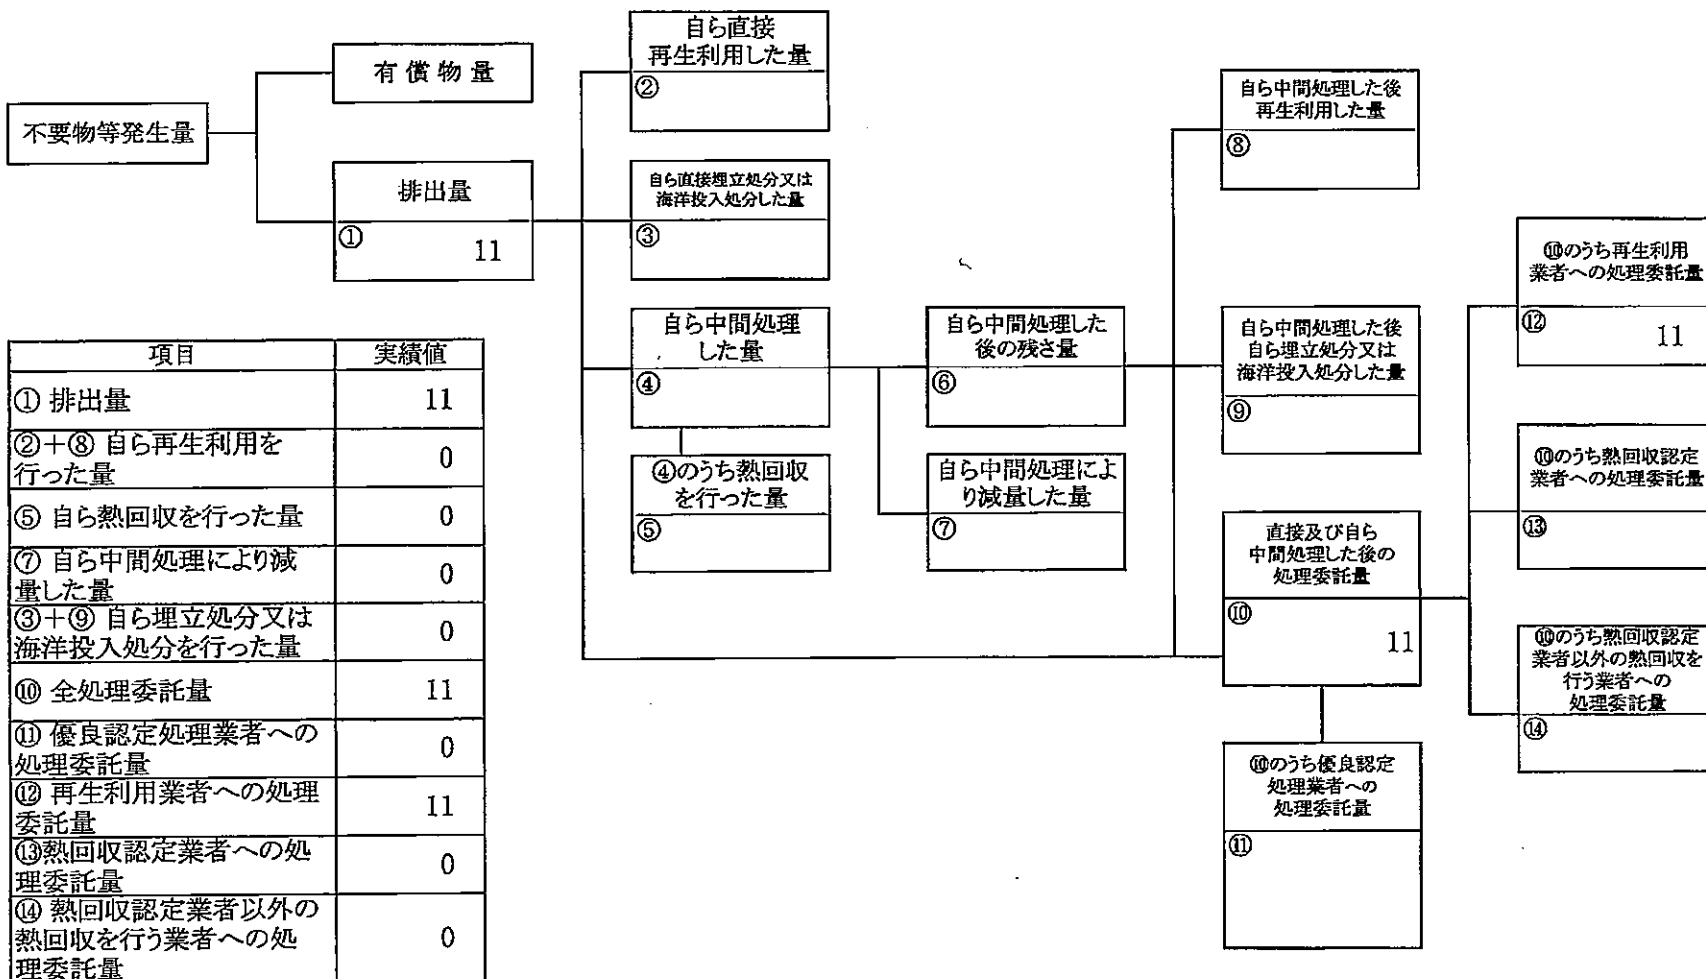 不要物等発生量
有償物量
排出量
①
11
自ら直接
再生利用した量
②
自ら直接埋立処分又は
海洋投入処分した量
③
自ら中間処理
した量
④
④のうち熱回収
を行った量
⑤
自ら中間処理した
後の残さ量
⑥
自ら中間処理によ
り減量した量
⑦
自ら中間処理した後
再生利用した量
⑧
自ら中間処理した後
自ら埋立処分又は
海洋投入処分した量
⑨
直接及び自ら
中間処理した後の
処理委託量
⑩
11
⑩のうち優良認定
処理業者への
処理委託量
⑪
⑩のうち再生利用
業者への処理委託量
⑫
11
⑩のうち熱回収認定
業者への処理委託量
⑬
⑩のうち熱回収認定
業者以外の熱回収を
行う業者への
処理委託量
⑭
項目 実績値
① 排出量 11
②+⑧ 自ら再生利用を
行った量 0
⑤ 自ら熱回収を行った量 0
⑦ 自ら中間処理により減
量した量 0
③+⑨ 自ら埋立処分又は
海洋投入処分を行った量 0
⑩ 全処理委託量 11
⑪ 優良認定処理業者への
処理委託量 0
⑫ 再生利用業者への処理
委託量 11
⑬熱回収認定業者への処
理委託量 0
⑭ 熱回収認定業者以外の
熱回収を行う業者への処
理委託量 0